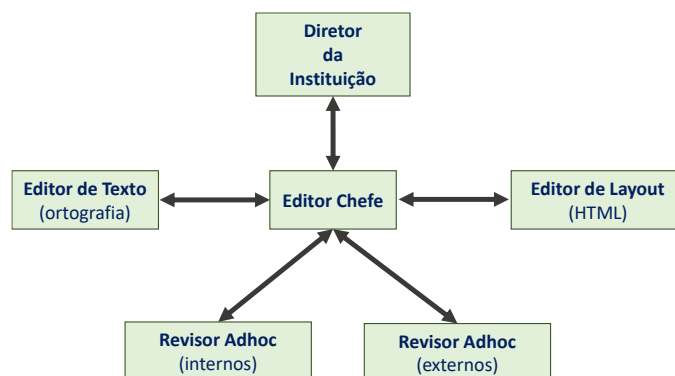 Diretor
da
Instituição
Editor de Texto
(ortografia)
Editor Chefe
Editor de Layout
(HTML)
Revisor Adhoc
(internos)
Revisor Adhoc
(externos)